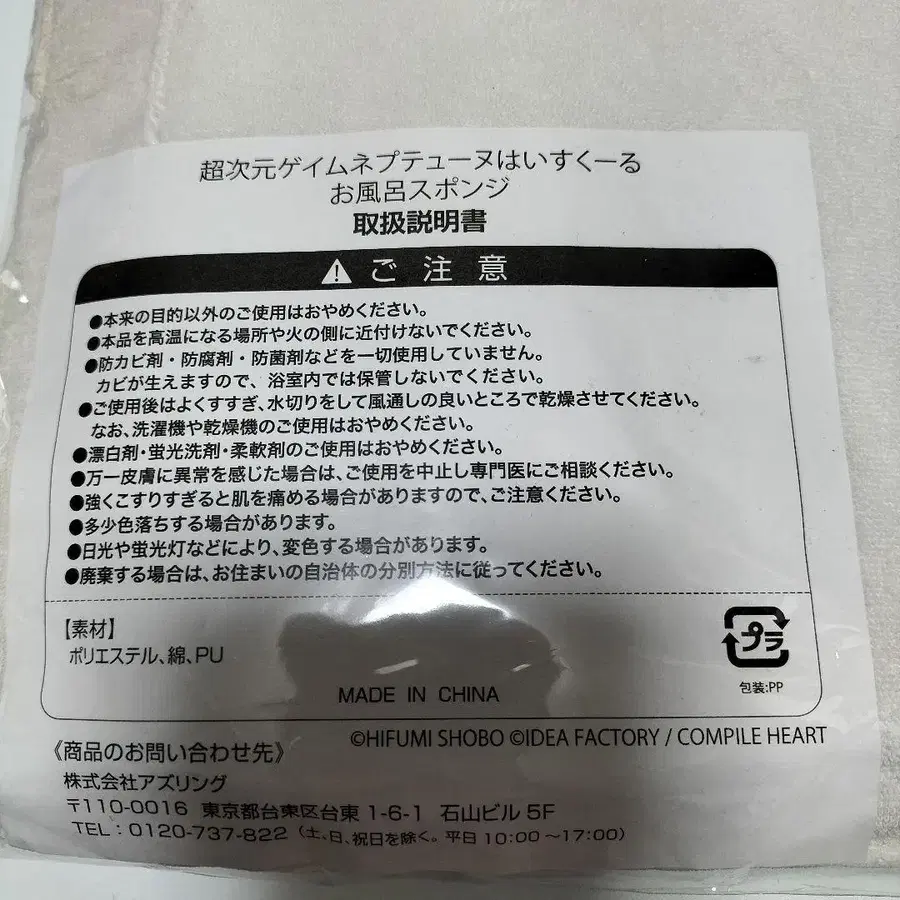 超次元ゲイムネプテューヌはいすくーる
お風呂スポンジ
取扱説明書
ご注意
●本来の目的以外のご使用はおやめください。
●本品を高温になる場所や火の側に近付けないでください。
●防カビ剤・防腐剤・防菌剤などを一切使用していません。
カビが生えますので、浴室内では保管しないでください。
●ご使用後はよくすすぎ、水切りをして風通しの良いところで乾燥させてください。
なお、洗濯機や乾燥機のご使用はおやめください。
●漂白剤・蛍光洗剤・柔軟剤のご使用はおやめください。
●万一皮膚に異常を感じた場合は、ご使用を中止し専門医にご相談ください。
●強くこすりすぎると肌を痛める場合がありますので、ご注意ください。
●多少色落ちする場合があります。
●日光や蛍光灯などにより、変色する場合があります。
●廃棄する場合は、お住まいの自治体の分別方法に従ってください。
【素材】
ポリエステル、綿、PU
プラ
包装:PP
MADE IN CHINA
©HIFUMI SHOBO ©IDEA FACTORY / COMPILE HEART
《商品のお問い合わせ先》
株式会社アズリング
〒110-0016 東京都台東区台東 1-6-1 石山ビル 5F
TEL：0120-737-822（土、日、祝日を除く。平日 10:00～17:00）